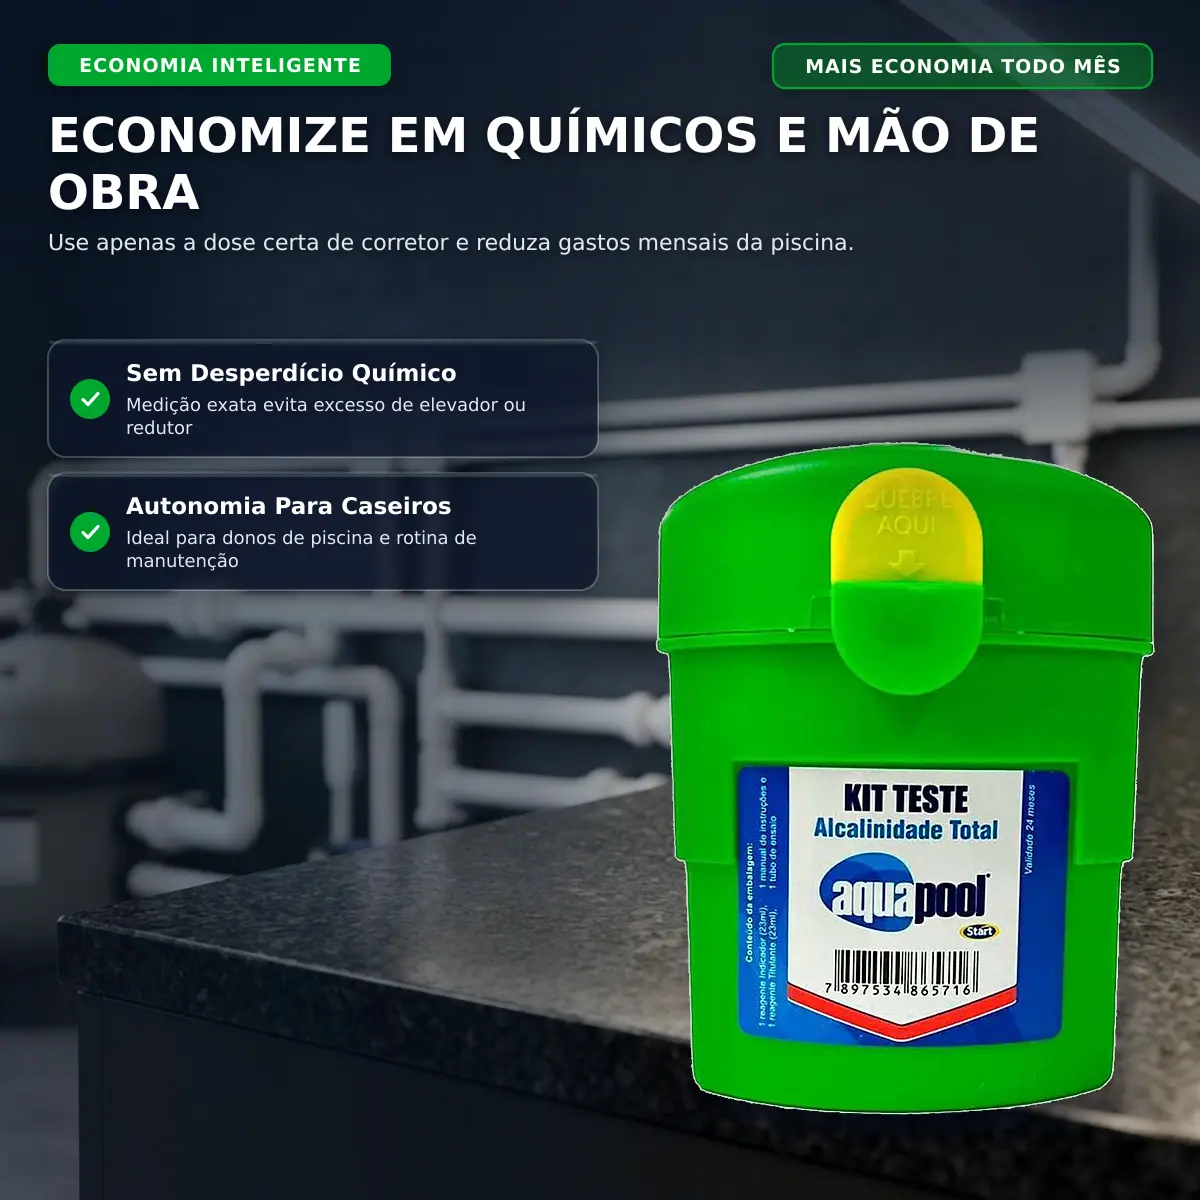 ECONOMIA INTELIGENTE
MAIS ECONOMIA TODO MÊS
ECONOMIZE EM QUÍMICOS E MÃO DE
OBRA
Use apenas a dose certa de corretor e reduza gastos mensais da piscina.
Sem Desperdício Químico
Medição exata evita excesso de elevador ou
redutor
Autonomia Para Caseiros
Ideal para donos de piscina e rotina de
manutenção
QUEBRE
AQUI
KIT TESTE
Alcalinidade Total
aquapool
Start
7 897534 865716
Conteúdo da embalagem:
1 reagente Indicador (23ml), 1 manual de instruções e
1 reagente Titulante (23ml), 1 tubo de ensaio
Validade 24 meses